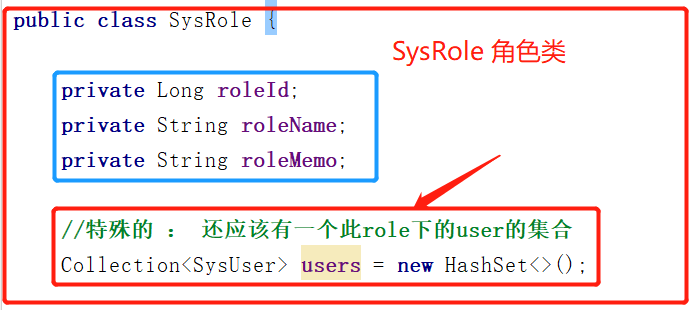 public class SysRole {
SysRole 角色类
private Long roleId;
private String roleName;
private String roleMemo;
//特殊的 ： 还应该有一个此role下的user的集合
Collection<SysUser> users = new HashSet<>();